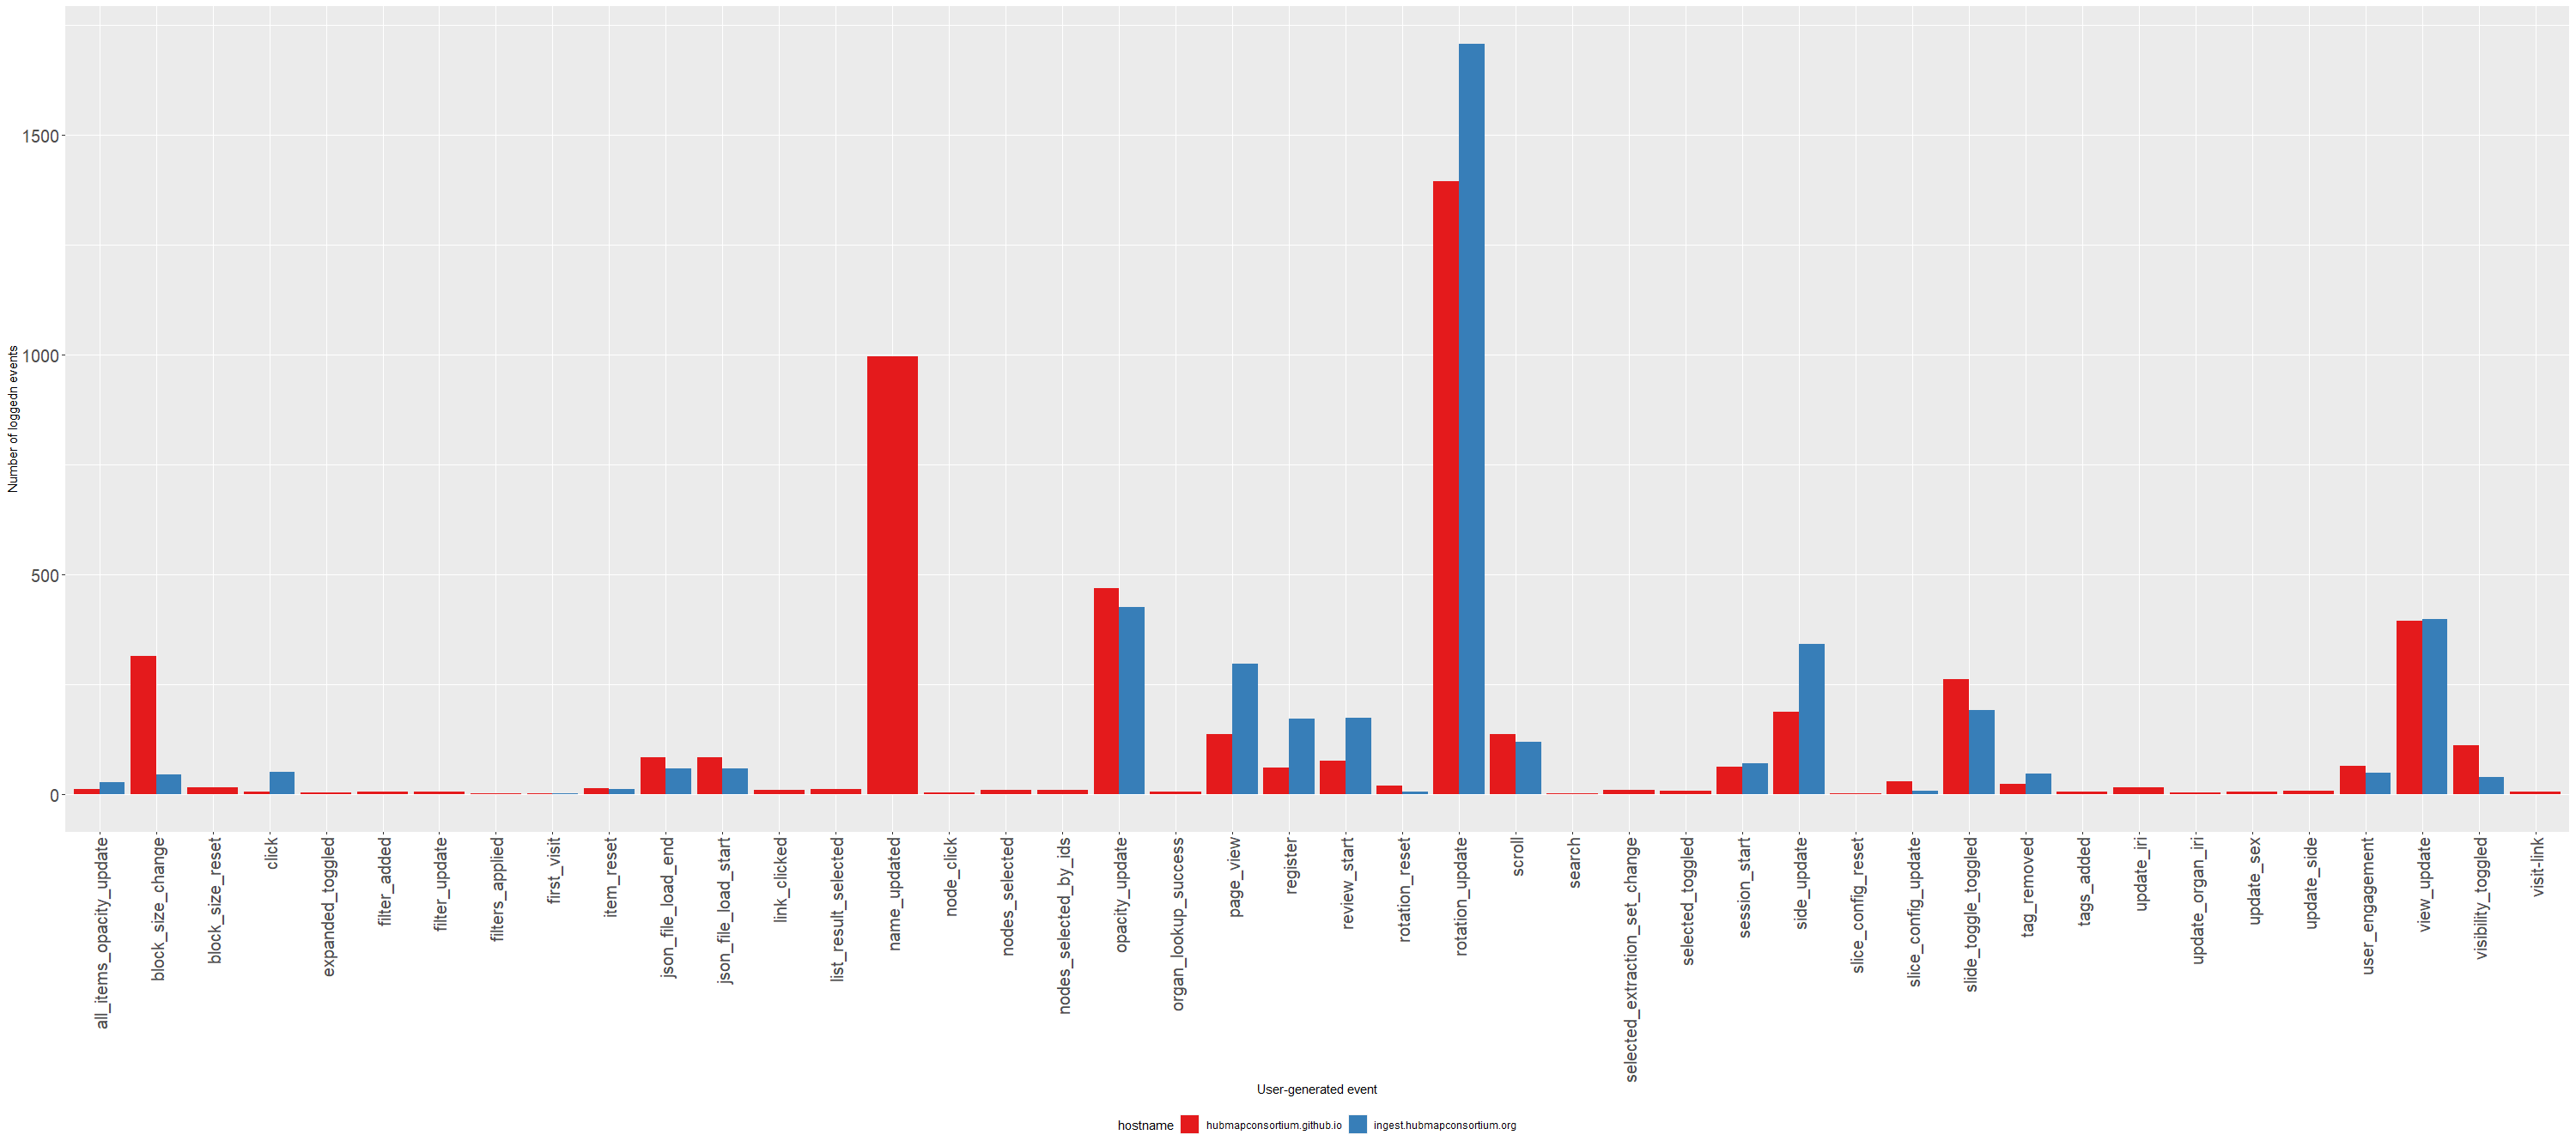 Number of loggedn events
1500
1000
500
0
all_items_opacity_update
block_size_change
block_size_reset
click
expanded_toggled
filter_added
filter_update
filters_applied
first_visit
item_reset
json_file_load_end
json_file_load_start
link_clicked
list_result_selected
name_updated
node_click
nodes_selected
nodes_selected_by_ids
opacity_update
organ_lookup_success
page_view
register
review_start
rotation_reset
rotation_update
scroll
search
selected_extraction_set_change
selected_toggled
session_start
side_update
slice_config_reset
slice_config_update
slide_toggle_toggled
tag_removed
tags_added
update_iri
update_organ_iri
update_sex
update_side
user_engagement
view_update
visibility_toggled
visit-link
User-generated event
hostname hubmapconsortium.github.io ingest.hubmapconsortium.org